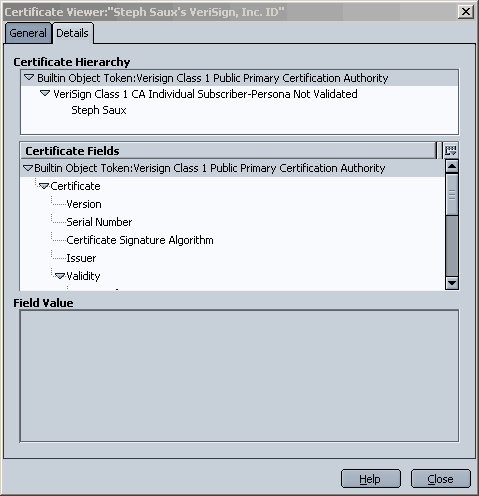 Certificate Viewer:"Steph Saux's VeriSign, Inc. ID"
General Details
Certificate Hierarchy
Builtin Object Token:Verisign Class 1 Public Primary Certification Authority
VeriSign Class 1 CA Individual Subscriber-Persona Not Validated
Steph Saux
Certificate Fields
Builtin Object Token:Verisign Class 1 Public Primary Certification Authority
Certificate
Version
Serial Number
Certificate Signature Algorithm
Issuer
Validity
Field Value
Help Close